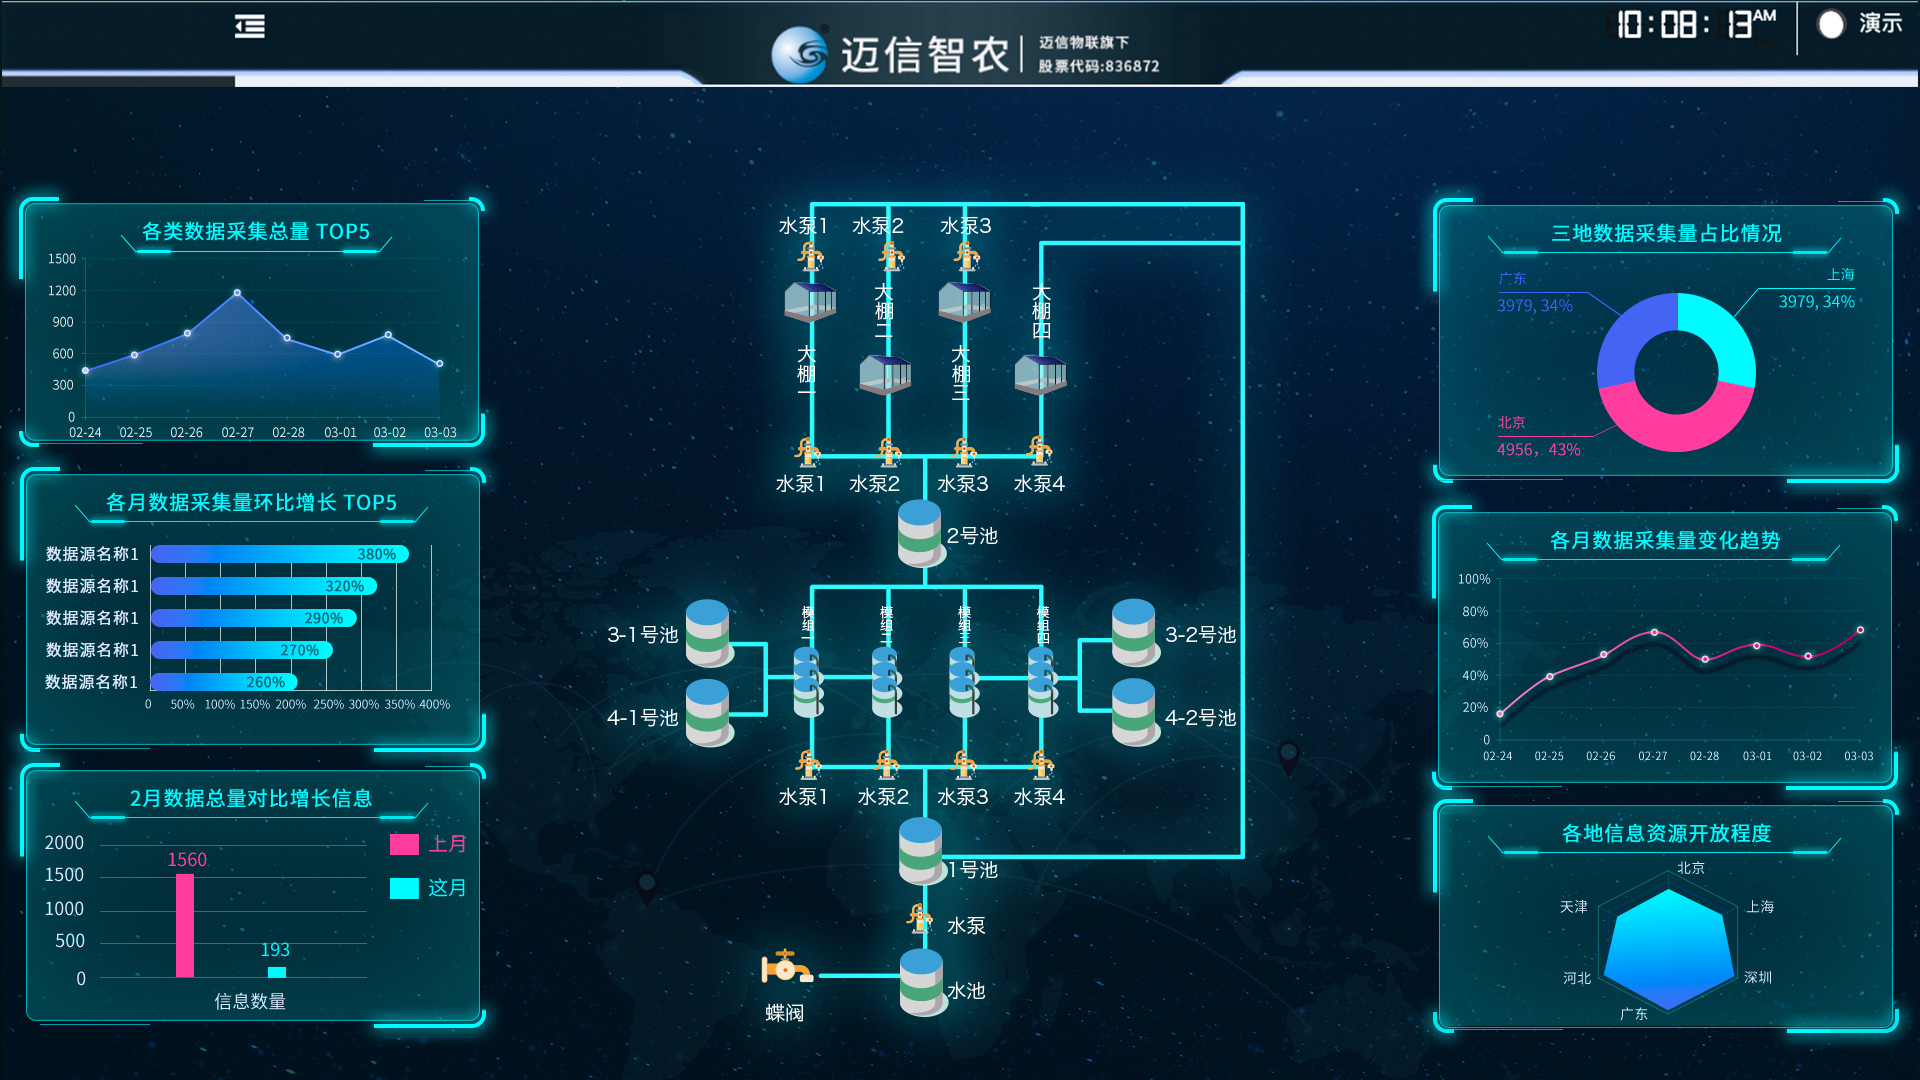 迈信智农
迈信物联旗下
股票代码:836872
10:08:13 AM
演示
各类数据采集总量 TOP5
1500
1200
900
600
300
0
02-24 02-25 02-26 02-27 02-28 03-01 03-02 03-03
各月数据采集量环比增长 TOP5
数据源名称1 380%
数据源名称1 320%
数据源名称1 290%
数据源名称1 270%
数据源名称1 260%
0 50% 100% 150% 200% 250% 300% 350% 400%
2月数据总量对比增长信息
2000
1500
1000
500
0
1560
193
上月
这月
信息数量
水泵1 水泵2 水泵3
大棚一
大棚二
大棚三
大棚四
水泵1 水泵2 水泵3 水泵4
2号池
3-1号池
4-1号池
模组一
模组二
模组三
模组四
3-2号池
4-2号池
水泵1 水泵2 水泵3 水泵4
1号池
水泵
水池
蝶阀
三地数据采集量占比情况
广东
3979, 34%
上海
3979, 34%
北京
4956，43%
各月数据采集量变化趋势
100%
80%
60%
40%
20%
0
02-24 02-25 02-26 02-27 02-28 03-01 03-02 03-03
各地信息资源开放程度
北京
天津
上海
河北
深圳
广东